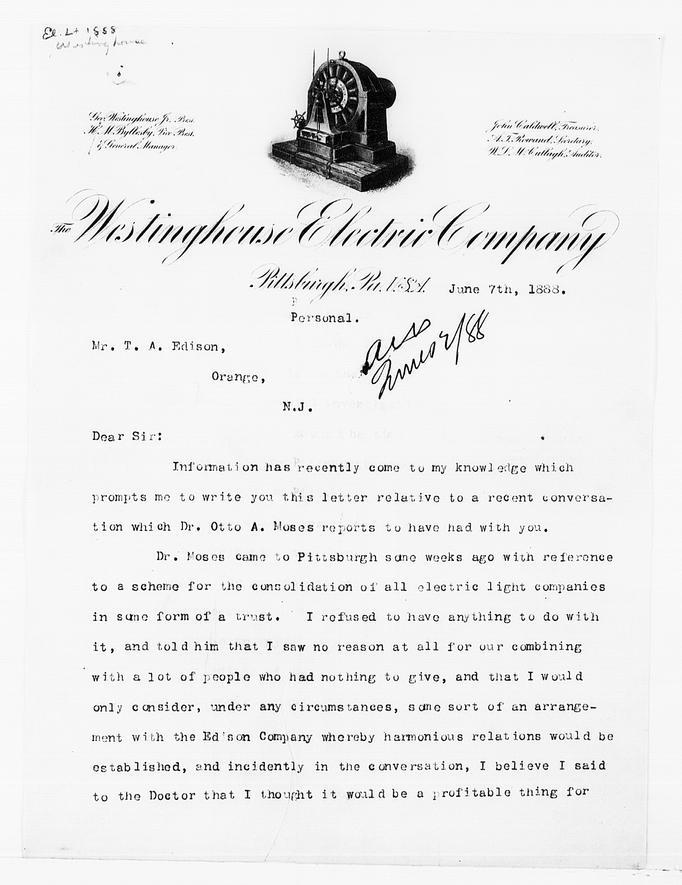 El. Lt 1888
Westinghouse
Geo. Westinghouse Jr. Pres.
H. M. Byllesby, Vice Pres.
& General Manager.
John Caldwell, Treasurer.
A. T. Rowand, Secretary.
W. L. McCullagh, Auditor.
The Westinghouse Electric Company
Pittsburgh, Pa. U.S.A. June 7th, 1888.
Personal.
Mr. T. A. Edison,
Orange,
N.J.
ans
June 12/88
Dear Sir:
Information has recently come to my knowledge which
prompts me to write you this letter relative to a recent conversa-
tion which Dr. Otto A. Moses reports to have had with you.
Dr. Moses came to Pittsburgh some weeks ago with reference
to a scheme for the consolidation of all electric light companies
in some form of a trust. I refused to have anything to do with
it, and told him that I saw no reason at all for our combining
with a lot of people who had nothing to give, and that I would
only consider, under any circumstances, some sort of an arrange-
ment with the Edison Company whereby harmonious relations would be
established, and incidently in the conversation, I believe I said
to the Doctor that I thought it would be a profitable thing for